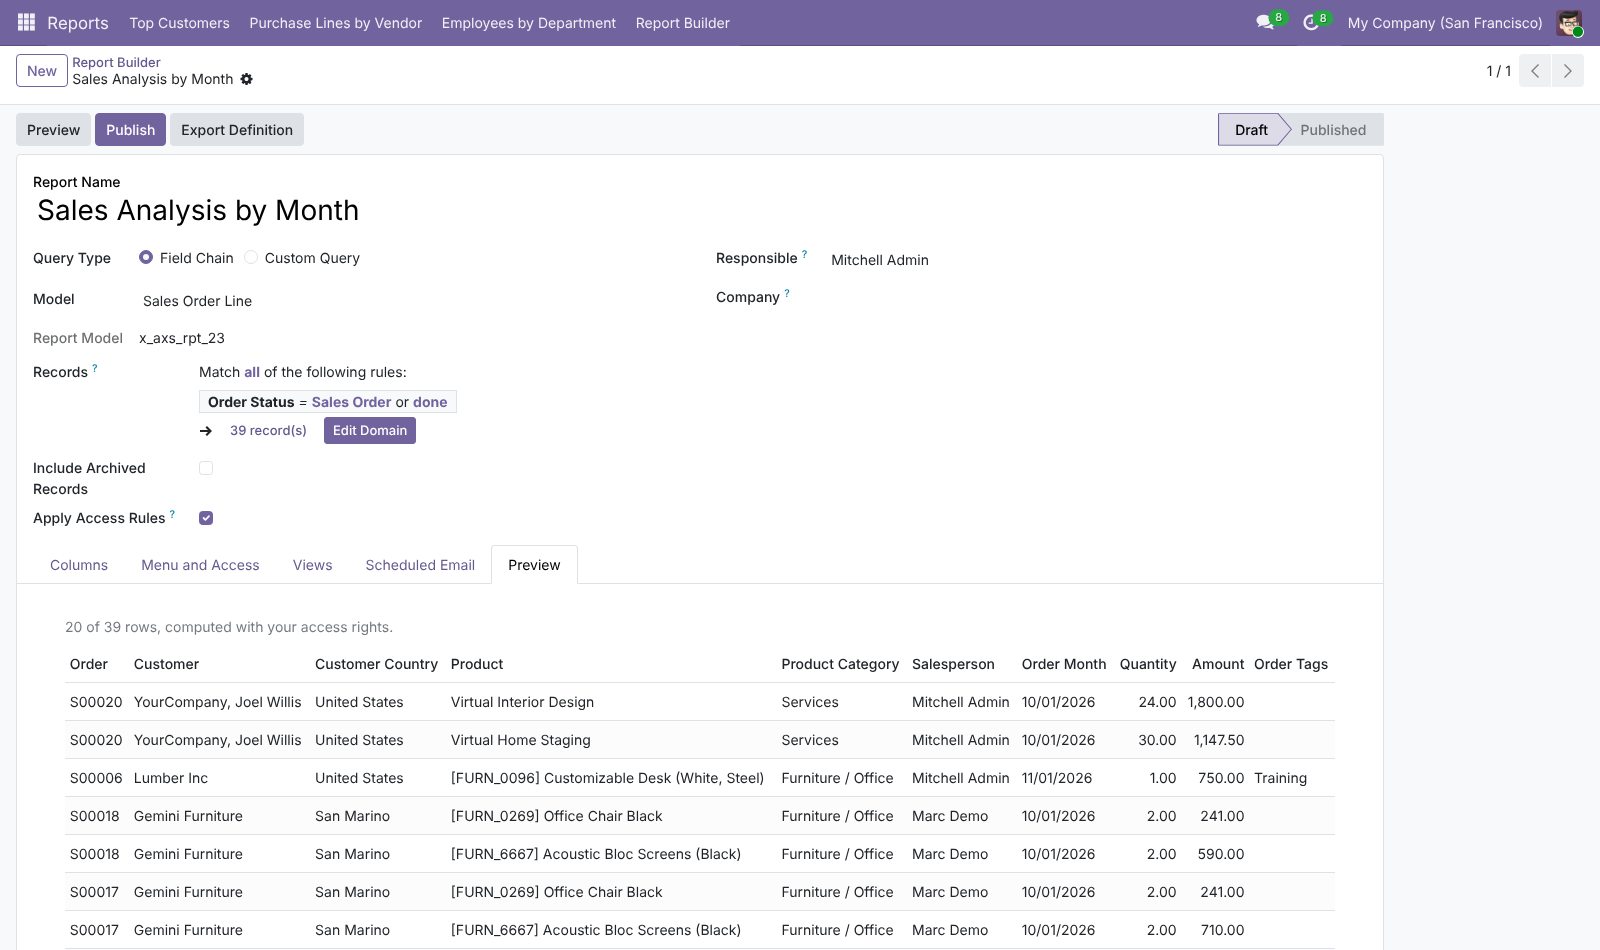 Reports Top Customers Purchase Lines by Vendor Employees by Department Report Builder 8 8 My Company (San Francisco)
New Report Builder
Sales Analysis by Month 1 / 1
Preview Publish Export Definition Draft Published
Report Name
Sales Analysis by Month
Query Type Field Chain Custom Query Responsible ? Mitchell Admin
Model Sales Order Line Company ?
Report Model x_axs_rpt_23
Records ? Match all of the following rules:
Order Status = Sales Order or done
39 record(s) Edit Domain
Include Archived
Records
Apply Access Rules ?
Columns Menu and Access Views Scheduled Email Preview
20 of 39 rows, computed with your access rights.
Order Customer Customer Country Product Product Category Salesperson Order Month Quantity Amount Order Tags
S00020 YourCompany, Joel Willis United States Virtual Interior Design Services Mitchell Admin 10/01/2026 24.00 1,800.00
S00020 YourCompany, Joel Willis United States Virtual Home Staging Services Mitchell Admin 10/01/2026 30.00 1,147.50
S00006 Lumber Inc United States [FURN_0096] Customizable Desk (White, Steel) Furniture / Office Mitchell Admin 11/01/2026 1.00 750.00 Training
S00018 Gemini Furniture San Marino [FURN_0269] Office Chair Black Furniture / Office Marc Demo 10/01/2026 2.00 241.00
S00018 Gemini Furniture San Marino [FURN_6667] Acoustic Bloc Screens (Black) Furniture / Office Marc Demo 10/01/2026 2.00 590.00
S00017 Gemini Furniture San Marino [FURN_0269] Office Chair Black Furniture / Office Marc Demo 10/01/2026 2.00 241.00
S00017 Gemini Furniture San Marino [FURN_6667] Acoustic Bloc Screens (Black) Furniture / Office Marc Demo 10/01/2026 2.00 710.00